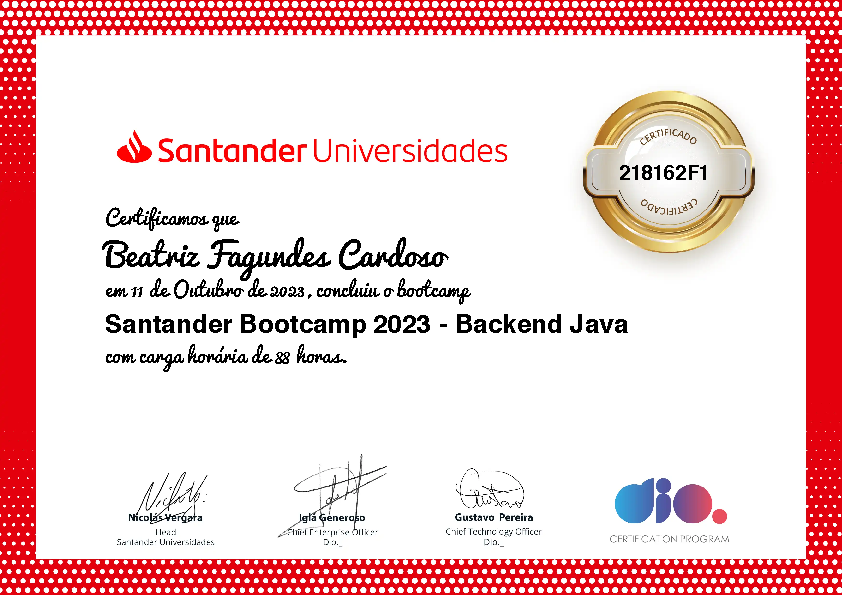 Santander Universidades
CERTIFICADO
218162F1
CERTIFICADO
Certificamos que
Beatriz Fagundes Cardoso
em 11 de Outubro de 2023, concluiu o bootcamp
Santander Bootcamp 2023 - Backend Java
com carga horária de 88 horas.
Nicolás Vergara
Head
Santander Universidades
Iglá Generoso
Chief Enterprise Officer
Dio._
Gustavo Pereira
Chief Technology Officer
Dio._
dio.
CERTIFICATION PROGRAM